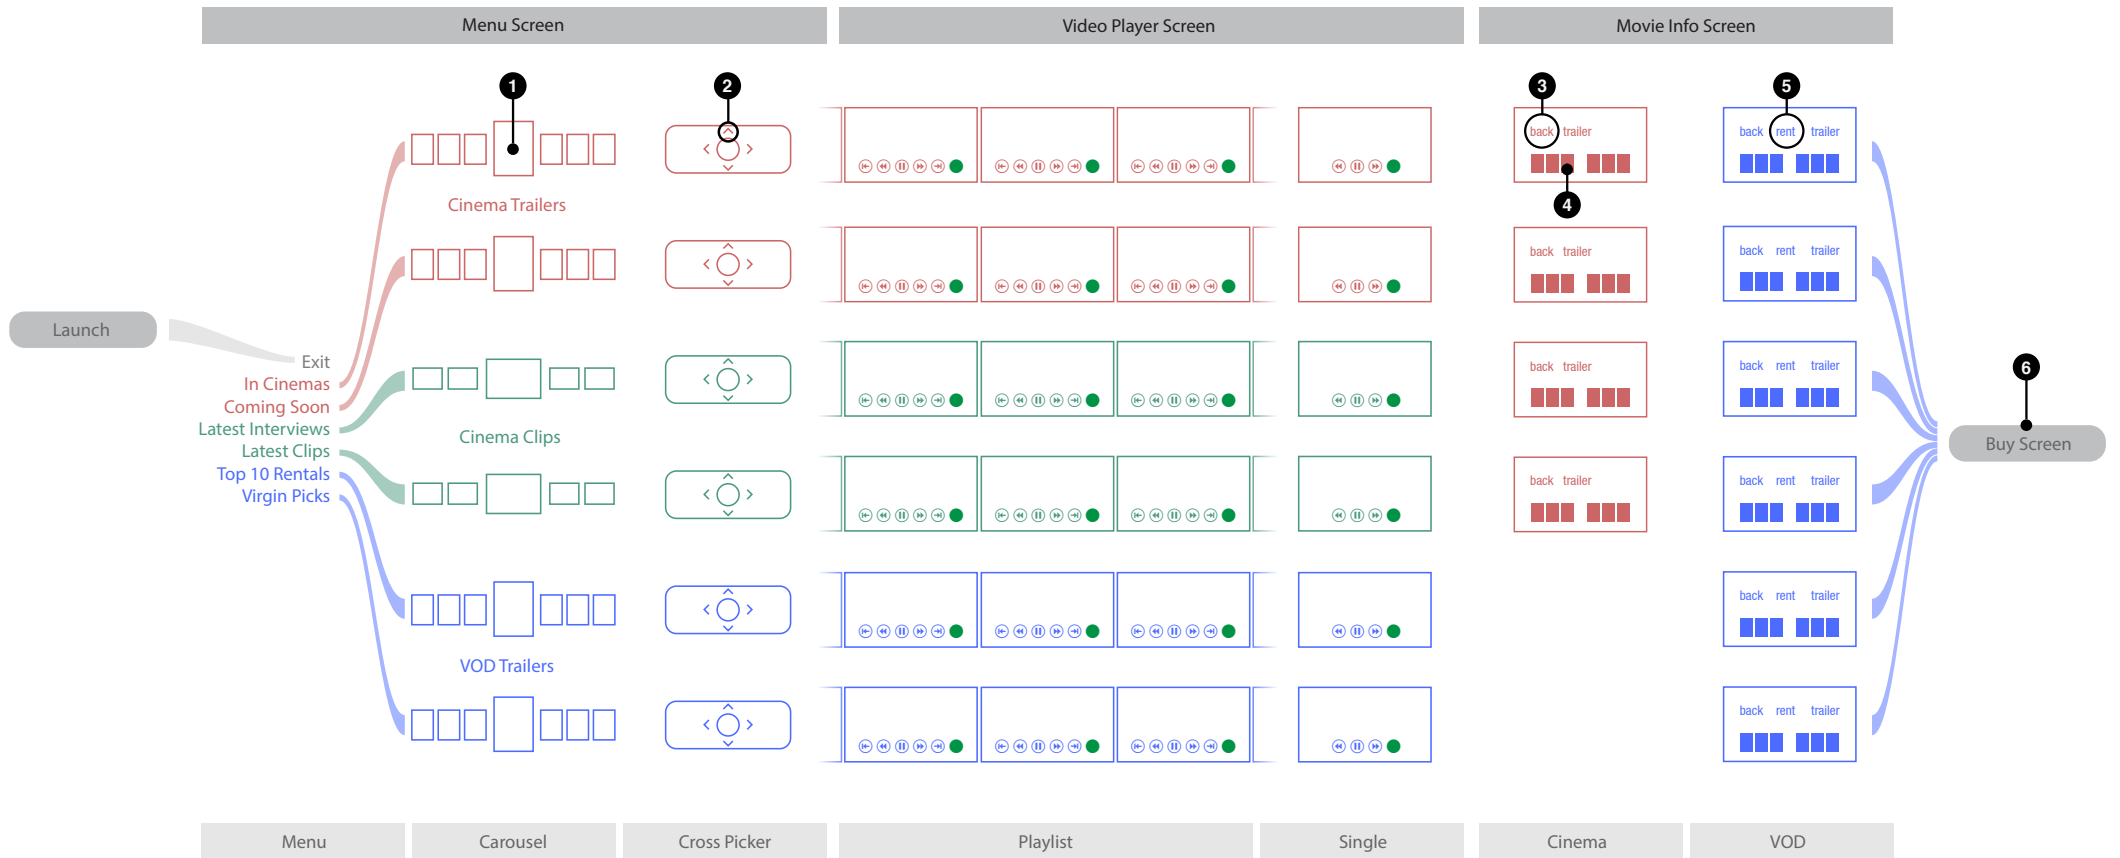 Menu Screen
Video Player Screen
Movie Info Screen
1
2
3
5
back trailer
back rent trailer
4
Cinema Trailers
back trailer
back rent trailer
Launch
Exit
In Cinemas
Coming Soon
Latest Interviews
Latest Clips
Top 10 Rentals
Virgin Picks
back trailer
back rent trailer
6
Cinema Clips
Buy Screen
back trailer
back rent trailer
back rent trailer
VOD Trailers
back rent trailer
Menu
Carousel
Cross Picker
Playlist
Single
Cinema
VOD